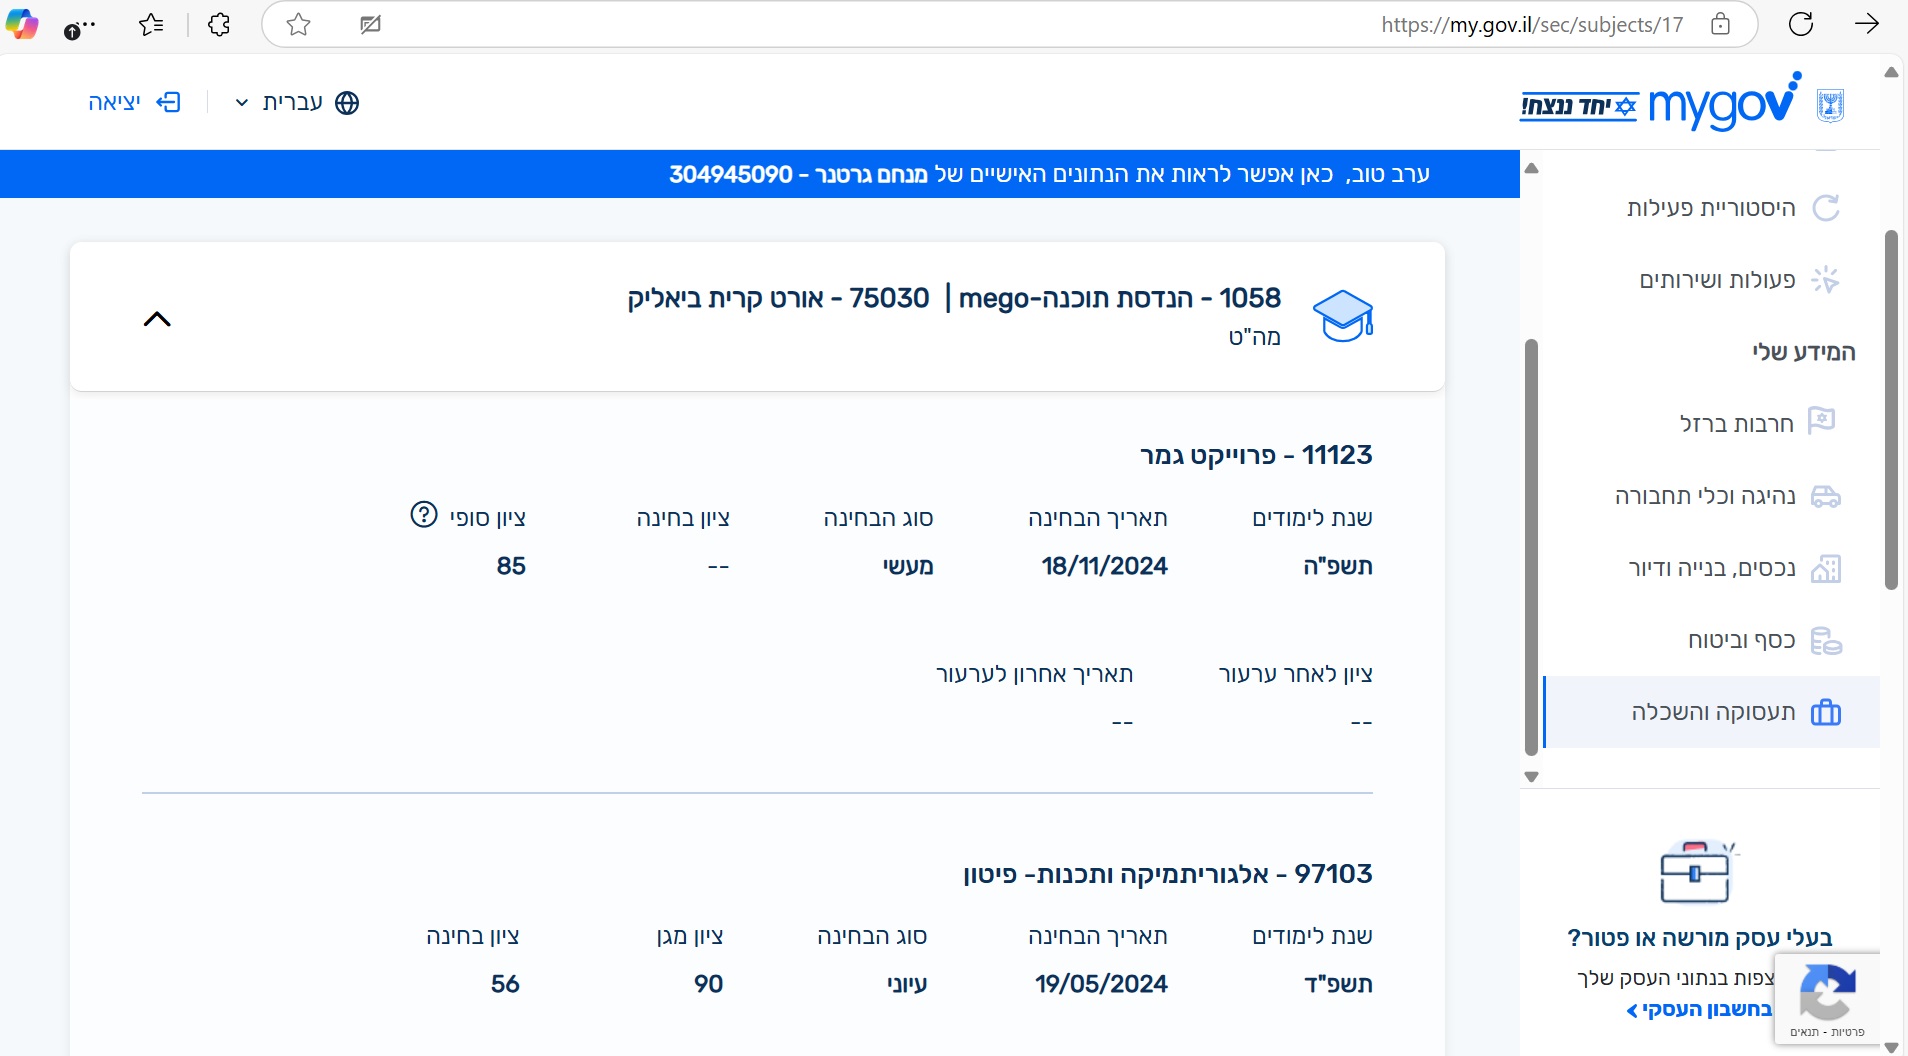 https://my.gov.il/sec/subjects/17
mygov
יחד ננצח!
עברית
יציאה
ערב טוב, כאן אפשר לראות את הנתונים האישיים של מנחם גרטנר - 304945090
היסטוריית פעילות
פעולות ושירותים
המידע שלי
חרבות ברזל
נהיגה וכלי תחבורה
נכסים, בנייה ודיור
כסף וביטוח
תעסוקה והשכלה
בעלי עסק מורשה או פטור?
צפות בנתוני העסק שלך
בחשבון העסקי >
פרטיות - תנאים
1058 - הנדסת תוכנה-mego | 75030 - אורט קרית ביאליק
מה"ט
11123 - פרוייקט גמר
שנת לימודים תאריך הבחינה סוג הבחינה ציון בחינה ציון סופי ?
תשפ"ה 18/11/2024 מעשי -- 85
ציון לאחר ערעור תאריך אחרון לערעור
-- --
97103 - אלגוריתמיקה ותכנות- פיטון
שנת לימודים תאריך הבחינה סוג הבחינה ציון מגן ציון בחינה
תשפ"ד 19/05/2024 עיוני 90 56